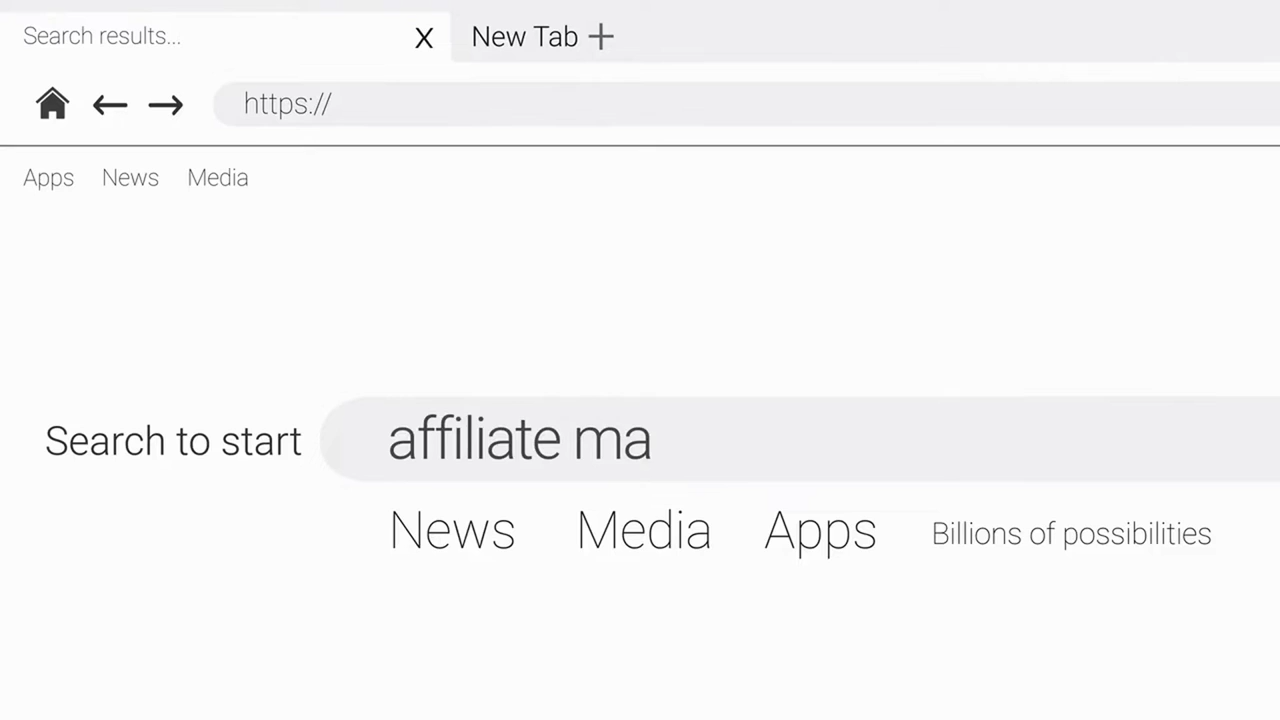 Search results... X New Tab +
https://
Apps News Media
Search to start affiliate ma
News Media Apps Billions of possibilities